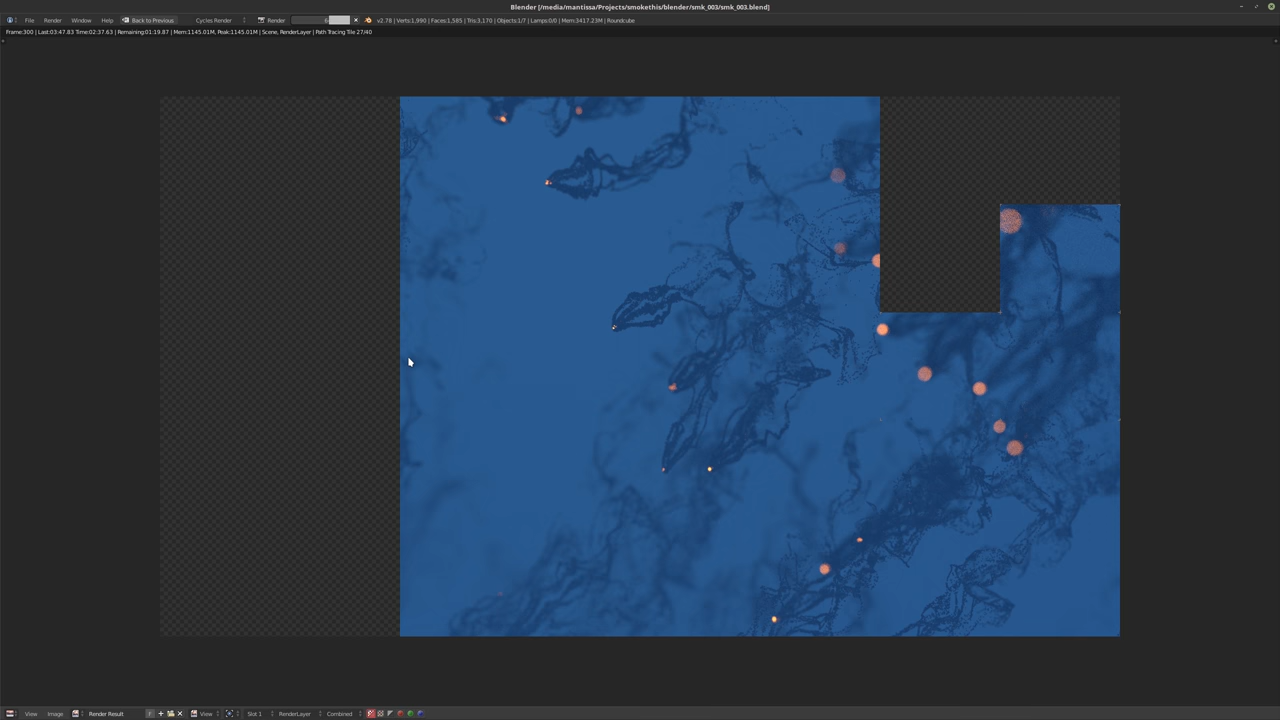 Blender [/media/mantissa/Projects/smokethis/blender/smk_003/smk_003.blend]
File Render Window Help Back to Previous Cycles Render Render v2.78 | Verts:1,990 | Faces:1,585 | Tris:3,170 | Objects:1/7 | Lamps:0/0 | Mem:3417.23M | Roundcube
Frame:300 | Last:03:47.83 Time:02:37.63 | Remaining:01:19.87 | Mem:1145.01M, Peak:1145.01M | Scene, RenderLayer | Path Tracing Tile 27/40
View Image Render Result F View Slot 1 RenderLayer Combined